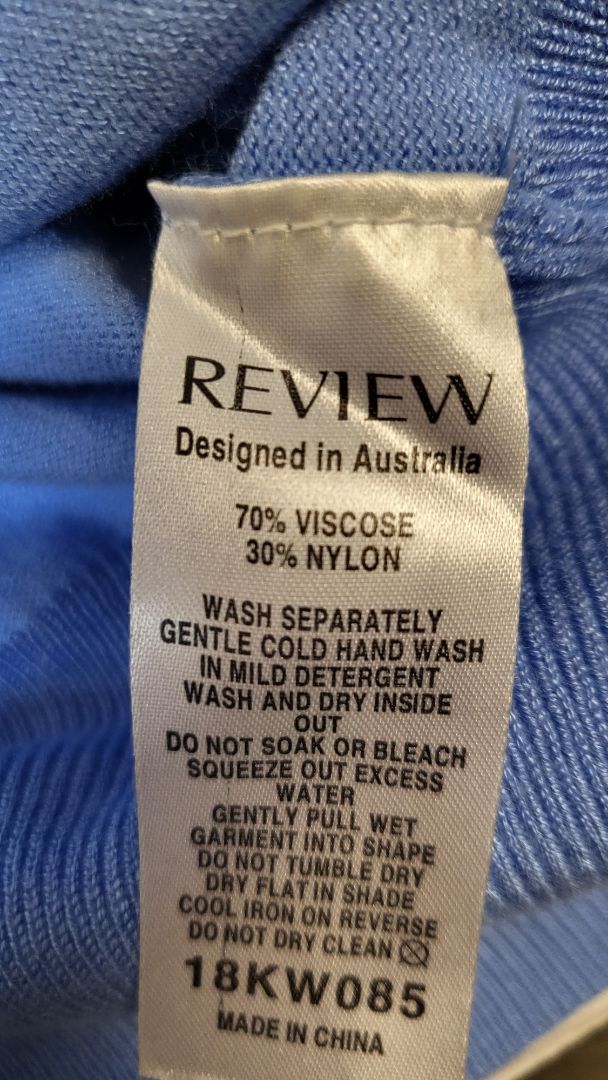 REVIEW
Designed in Australia
70% VISCOSE
30% NYLON
WASH SEPARATELY
GENTLE COLD HAND WASH
IN MILD DETERGENT
WASH AND DRY INSIDE
OUT
DO NOT SOAK OR BLEACH
SQUEEZE OUT EXCESS
WATER
GENTLY PULL WET
GARMENT INTO SHAPE
DO NOT TUMBLE DRY
DRY FLAT IN SHADE
COOL IRON ON REVERSE
DO NOT DRY CLEAN
18KW085
MADE IN CHINA